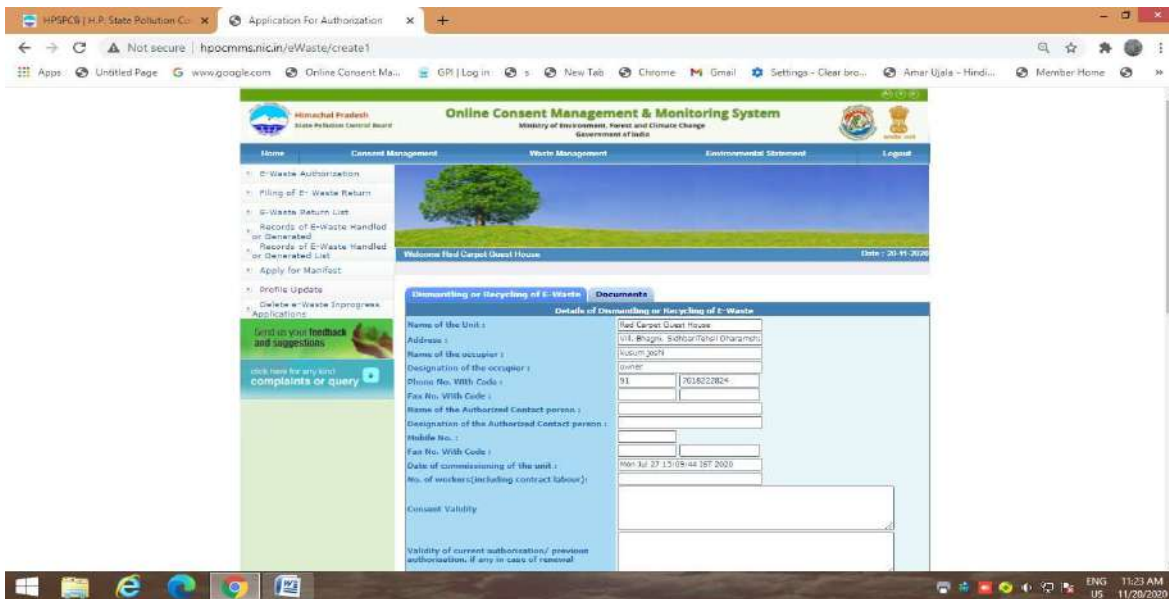 HPSPCB | H.P. State Pollution Co
Application For Authorization
Not secure | hpocmms.nic.in/eWaste/create1
Apps Untitled Page www.google.com Online Consent Ma... GPI | Log in s New Tab Chrome Gmail Settings - Clear bro... Amar Ujala - Hindi... Member Home
Himachal Pradesh
State Pollution Control Board
Online Consent Management & Monitoring System
Ministry of Environment, Forest and Climate Change
Government of India
Home Consent Management Waste Management Environmental Statement Logout
E-Waste Authorization
Filing of E- Waste Return
E-Waste Return List
Records of E-Waste Handled or Generated
Records of E-Waste Handled or Generated List
Apply for Manifest
Profile Update
Delete e-Waste Inprogress Applications
Send us your feedback and suggestions
click here for any kind complaints or query
Welcome Red Carpet Guest House Date : 20-11-2020
Dismantling or Recycling of E-Waste Documents
Details of Dismantling or Recycling of E-Waste
Name of the Unit : Red Carpet Guest House
Address : Vill. Bhagni, SidhbariTehsil Dharamsh
Name of the occupier : kusum joshi
Designation of the occupier : owner
Phone No. With Code : 91 7018222824
Fax No. With Code :
Name of the Authorized Contact person :
Designation of the Authorized Contact person :
Mobile No. :
Fax No. With Code :
Date of commissioning of the unit : Mon Jul 27 15:09:44 IST 2020
No. of workers(including contract labour):
Consent Validity
Validity of current authorisation/ previous authorisation, if any in case of renewal
ENG 11:23 AM
US 11/20/2020